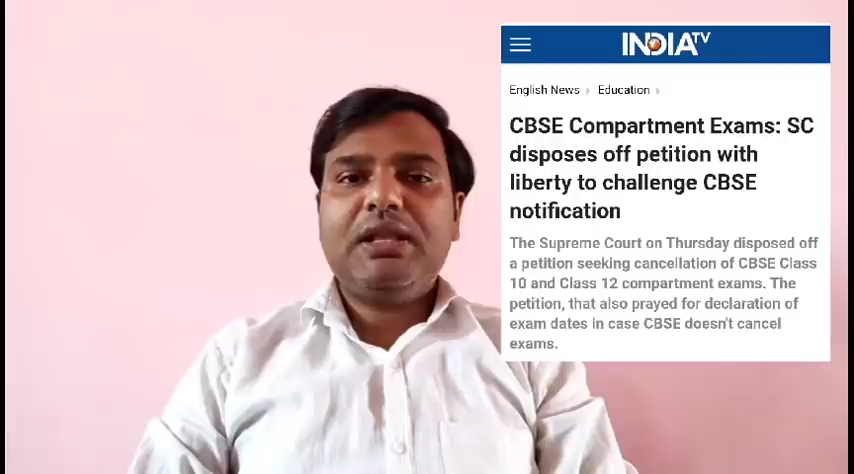 INDIA TV
English News Education
CBSE Compartment Exams: SC
disposes off petition with
liberty to challenge CBSE
notification
The Supreme Court on Thursday disposed off
a petition seeking cancellation of CBSE Class
10 and Class 12 compartment exams. The
petition, that also prayed for declaration of
exam dates in case CBSE doesn't cancel
exams.